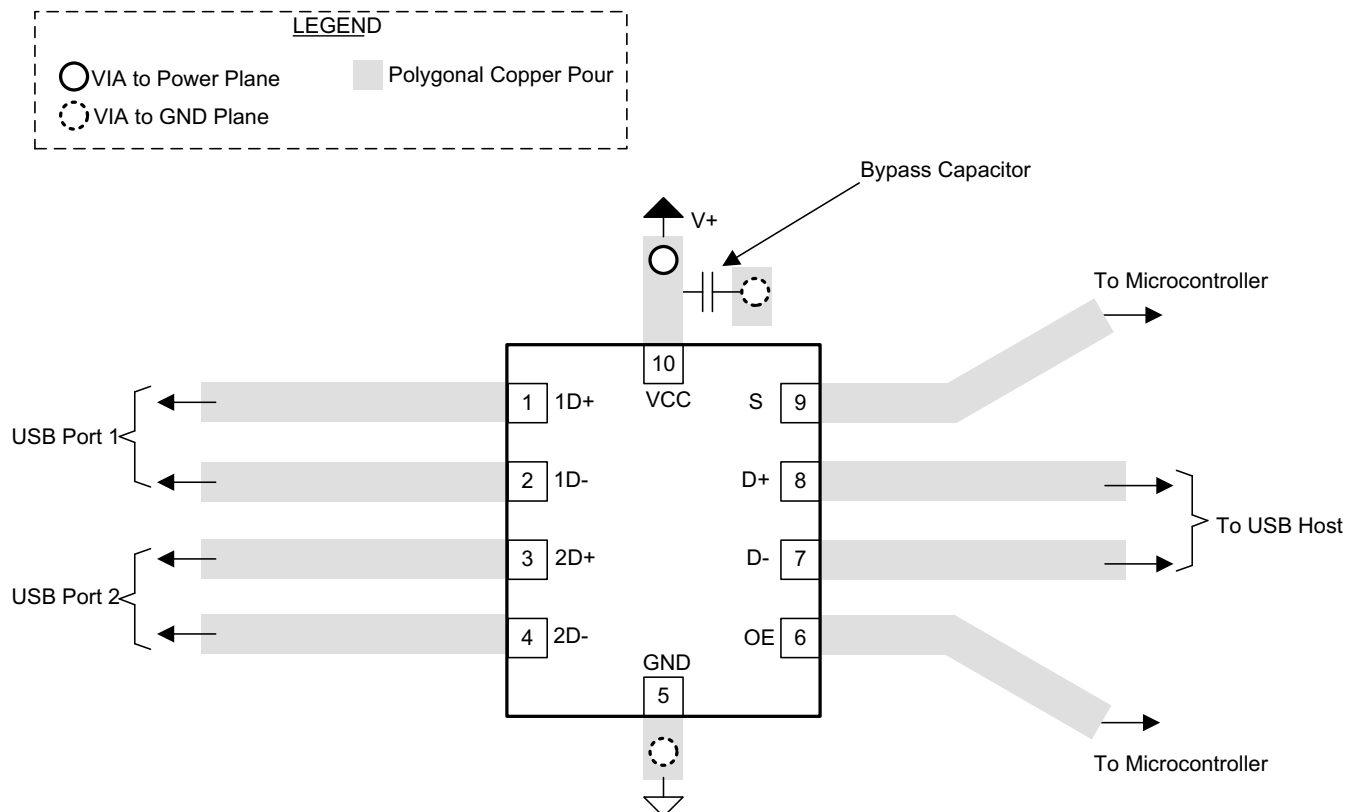 LEGEND
VIA to Power Plane
Polygonal Copper Pour
VIA to GND Plane
Bypass Capacitor
V+
To Microcontroller
10
VCC
1
1D+
S
9
USB Port 1
2
1D-
D+
8
To USB Host
3
2D+
D-
7
USB Port 2
4
2D-
OE
6
GND
5
To Microcontroller